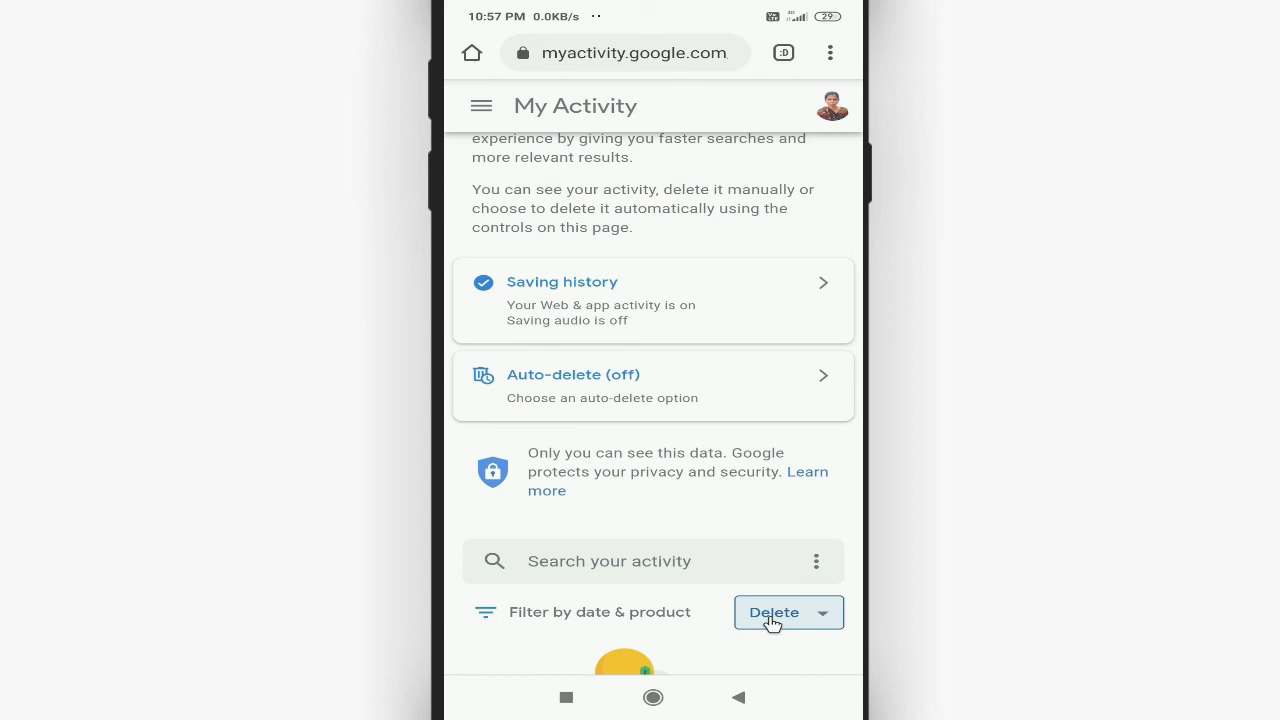 10:57 PM 0.0KB/s ··
4G
29
myactivity.google.com
:D
My Activity
experience by giving you faster searches and
more relevant results.
You can see your activity, delete it manually or
choose to delete it automatically using the
controls on this page.
Saving history
Your Web & app activity is on
Saving audio is off
Auto-delete (off)
Choose an auto-delete option
Only you can see this data. Google
protects your privacy and security. Learn
more
Search your activity
Filter by date & product
Delete